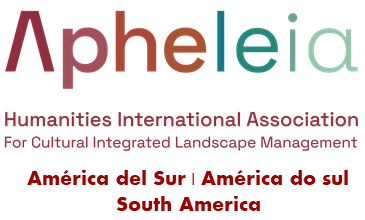 Apheleia
Humanities International Association
For Cultural Integrated Landscape Management
América del Sur | América do sul
South America